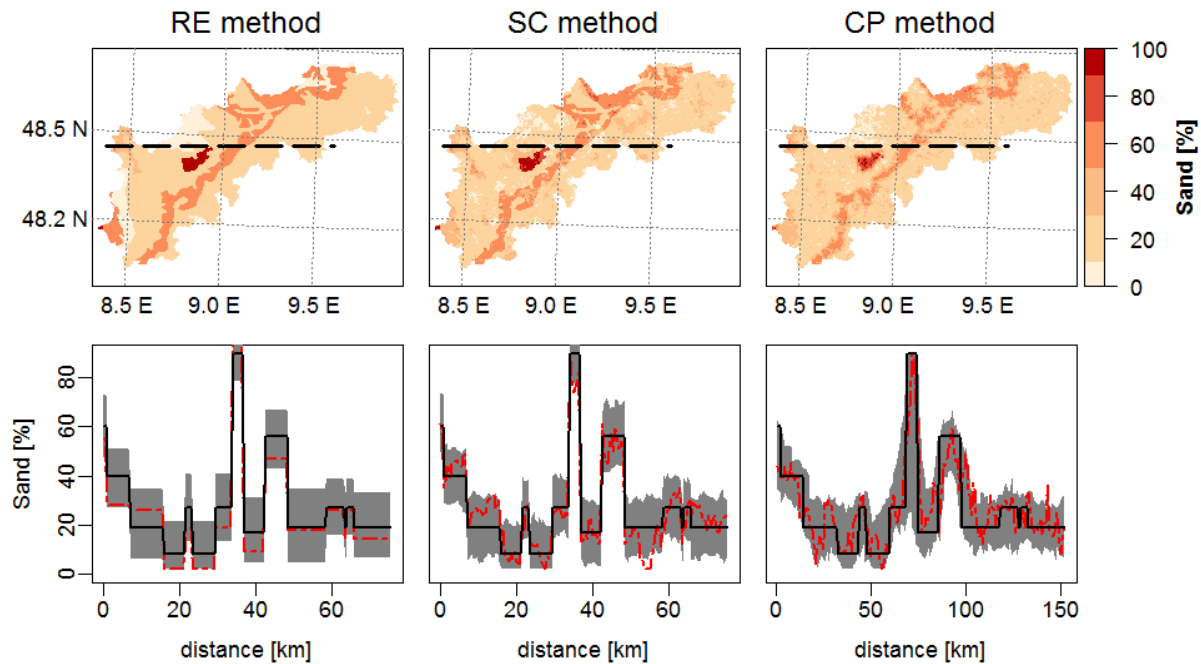 RE method SC method CP method
100
80
60
40
20
0
Sand [%]
48.5 N
48.2 N
8.5 E 9.0 E 9.5 E 8.5 E 9.0 E 9.5 E 8.5 E 9.0 E 9.5 E
Sand [%]
80
60
40
20
0
0 20 40 60 0 20 40 60 0 50 100 150
distance [km] distance [km] distance [km]